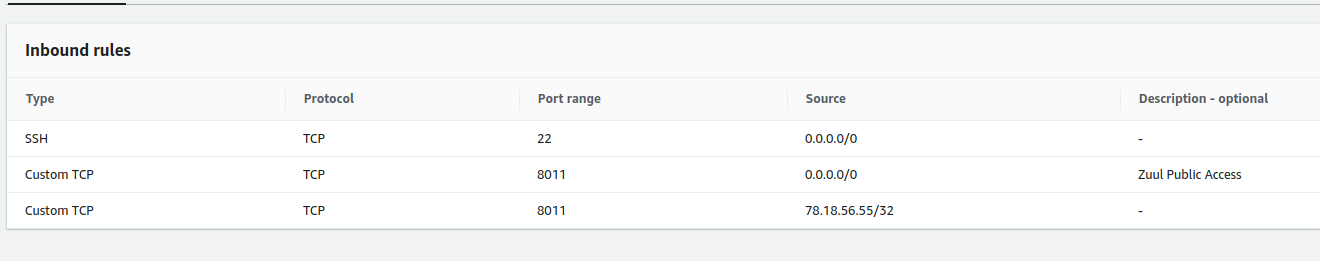 Inbound rules
Type Protocol Port range Source Description - optional
SSH TCP 22 0.0.0.0/0 -
Custom TCP TCP 8011 0.0.0.0/0 Zuul Public Access
Custom TCP TCP 8011 78.18.56.55/32 -